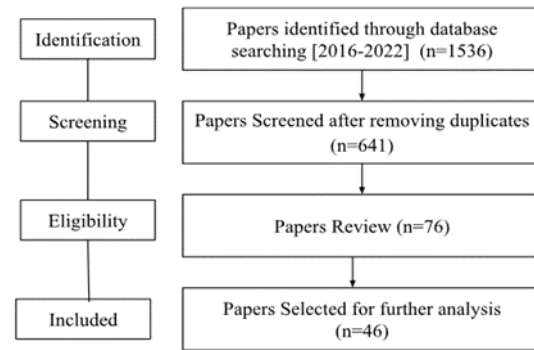 Identification
Papers identified through database
searching [2016-2022] (n=1536)
Screening
Papers Screened after removing duplicates
(n=641)
Eligibility
Papers Review (n=76)
Included
Papers Selected for further analysis
(n=46)